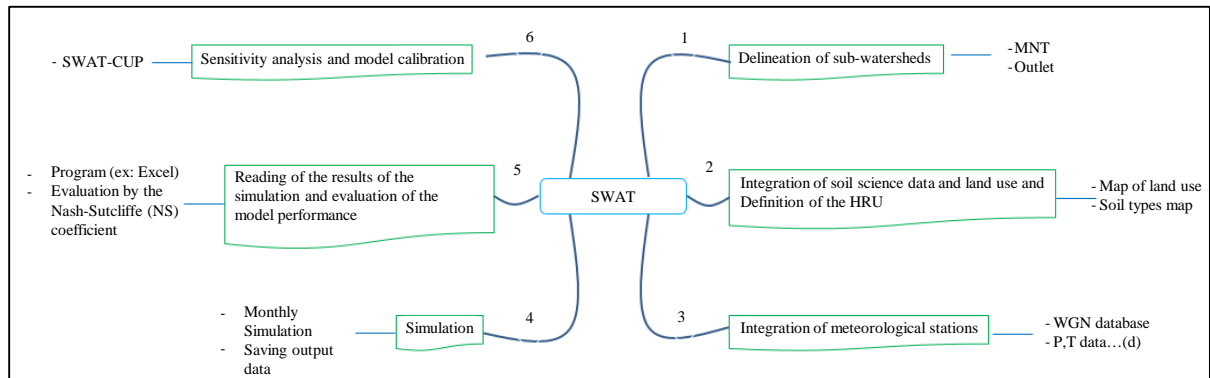 SWAT
1
Delineation of sub-watersheds
-MNT
-Outlet
2
Integration of soil science data and land use and
Definition of the HRU
-Map of land use
- Soil types map
3
Integration of meteorological stations
- WGN database
- P,T data…(d)
4
Simulation
- Monthly
Simulation
- Saving output
data
5
Reading of the results of the
simulation and evaluation of the
model performance
- Program (ex: Excel)
- Evaluation by the
Nash-Sutcliffe (NS)
coefficient
6
Sensitivity analysis and model calibration
- SWAT-CUP